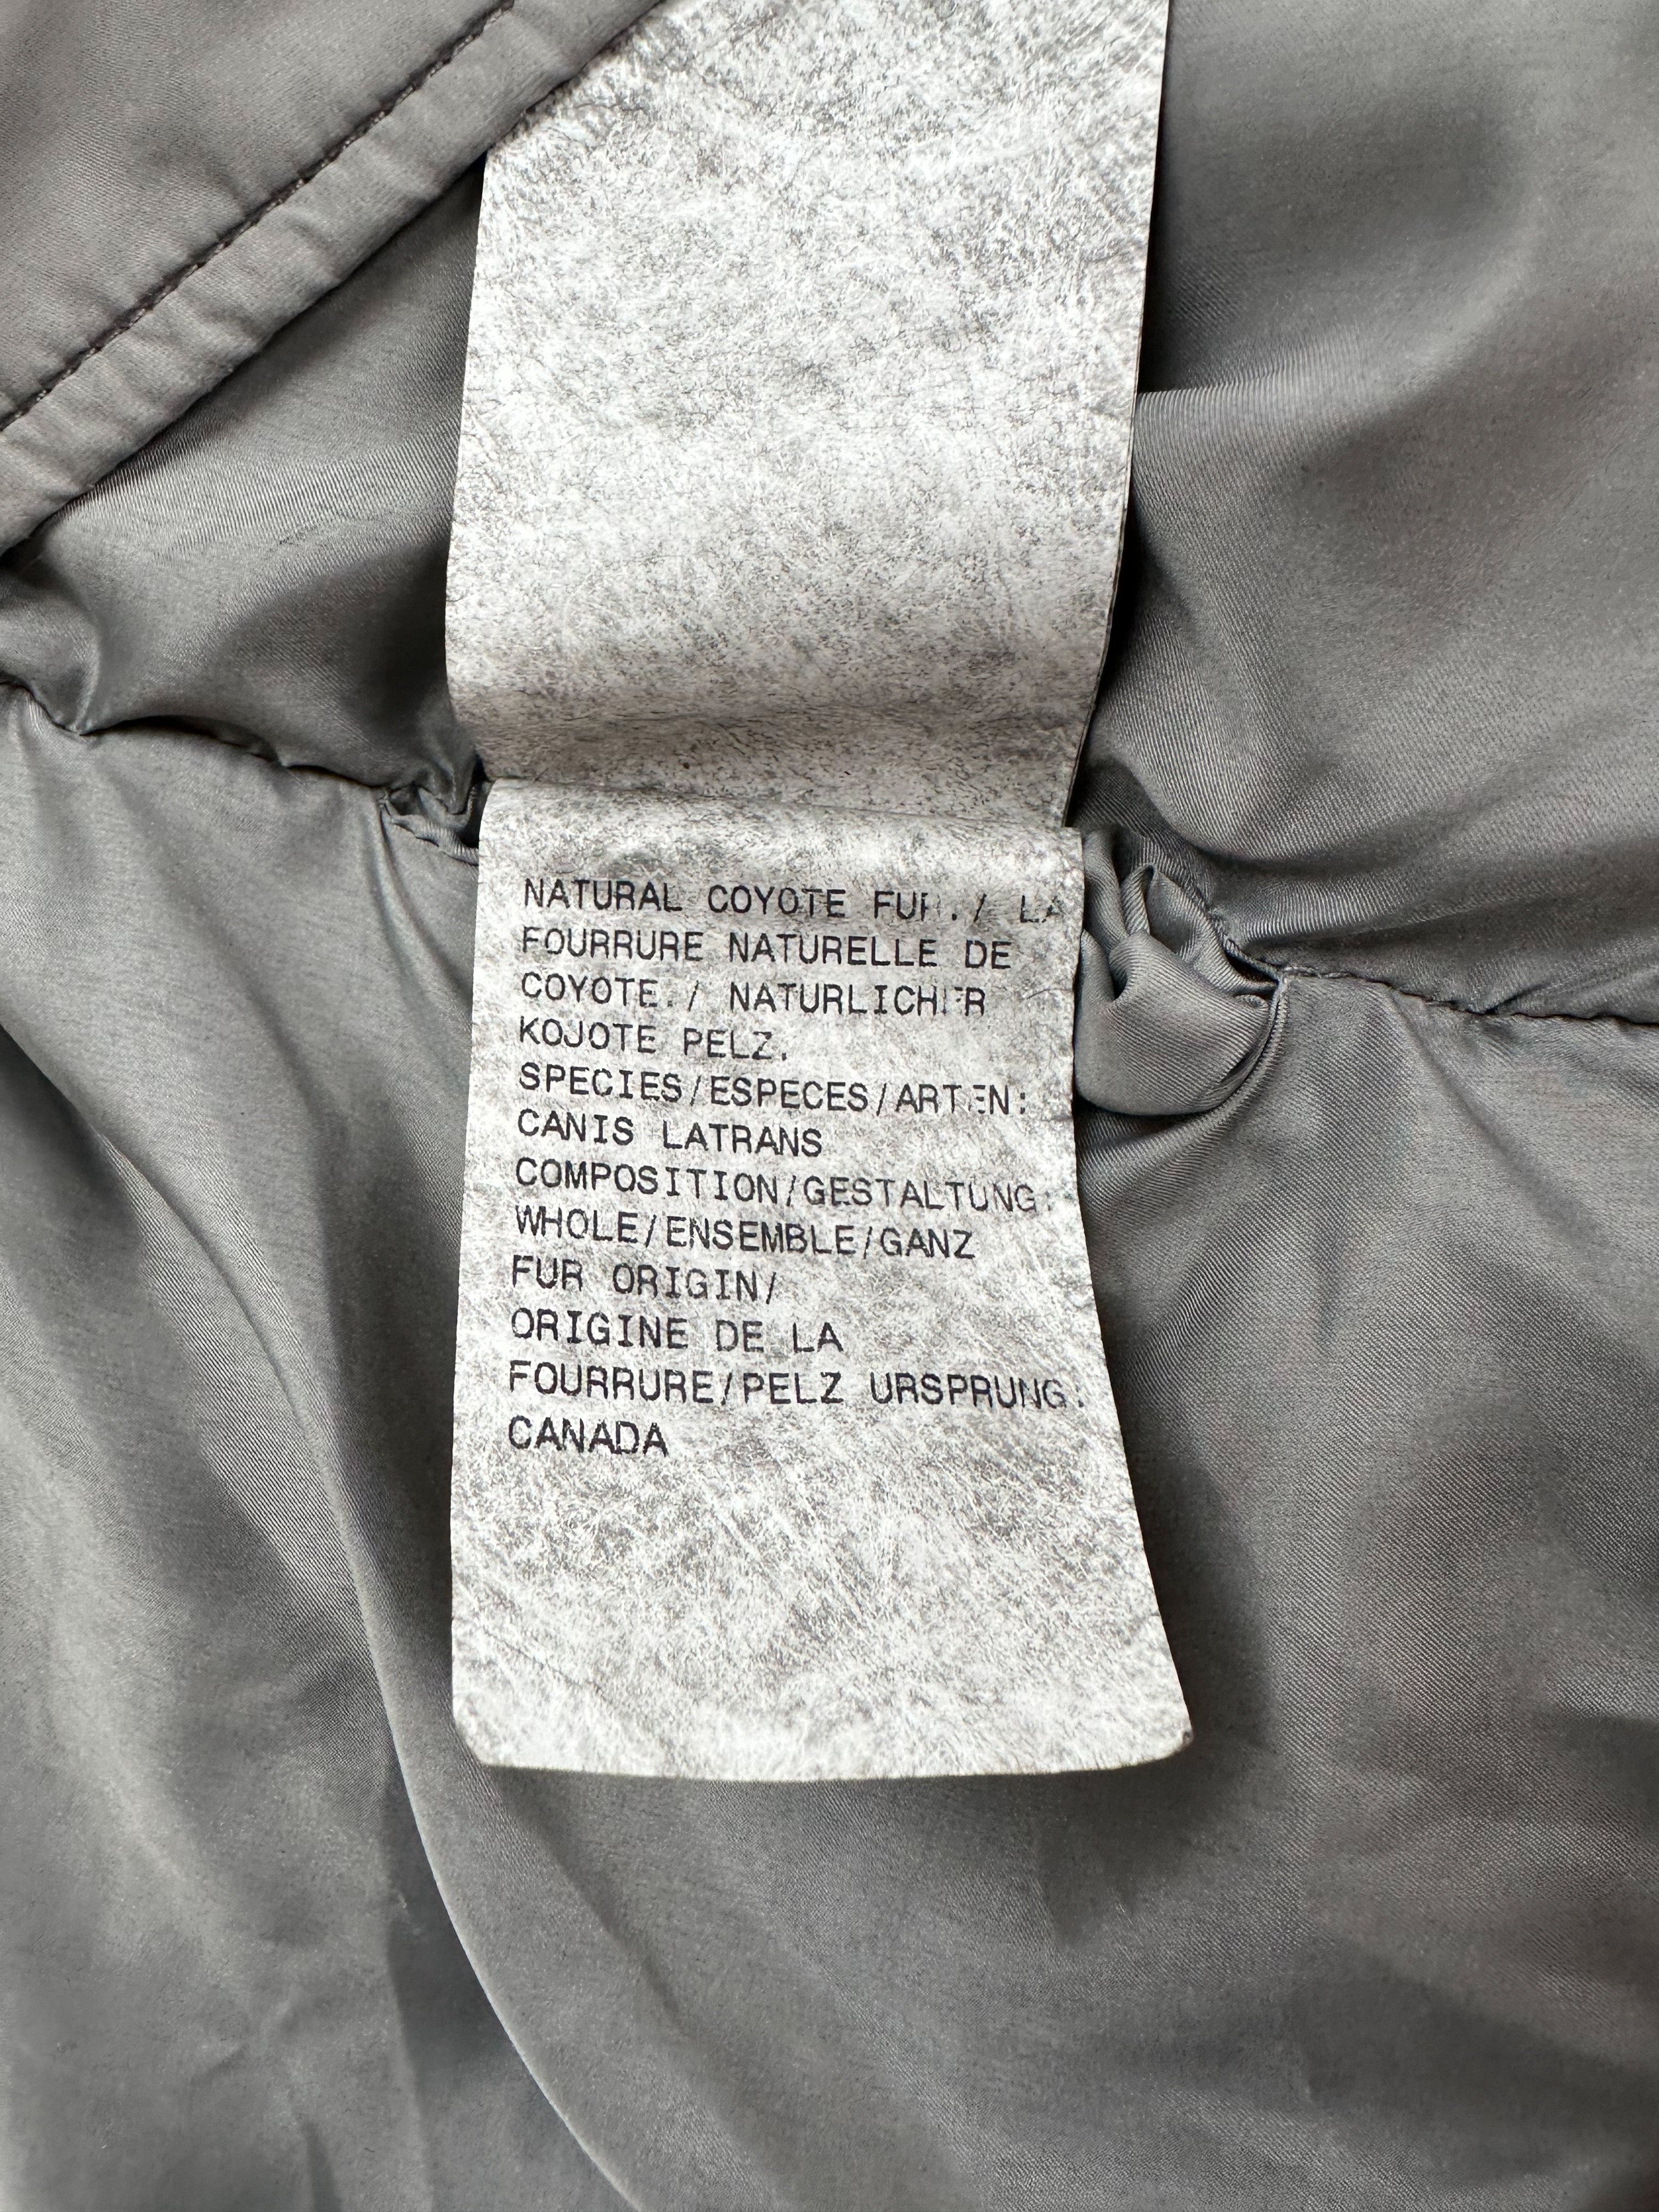 NATURAL COYOTE FUR./ LA
FOURRURE NATURELLE DE
COYOTE./ NATURLICHER
KOJOTE PELZ.
SPECIES/ESPECES/ARTEN:
CANIS LATRANS
COMPOSITION/GESTALTUNG:
WHOLE/ENSEMBLE/GANZ
FUR ORIGIN/
ORIGINE DE LA
FOURRURE/PELZ URSPRUNG:
CANADA